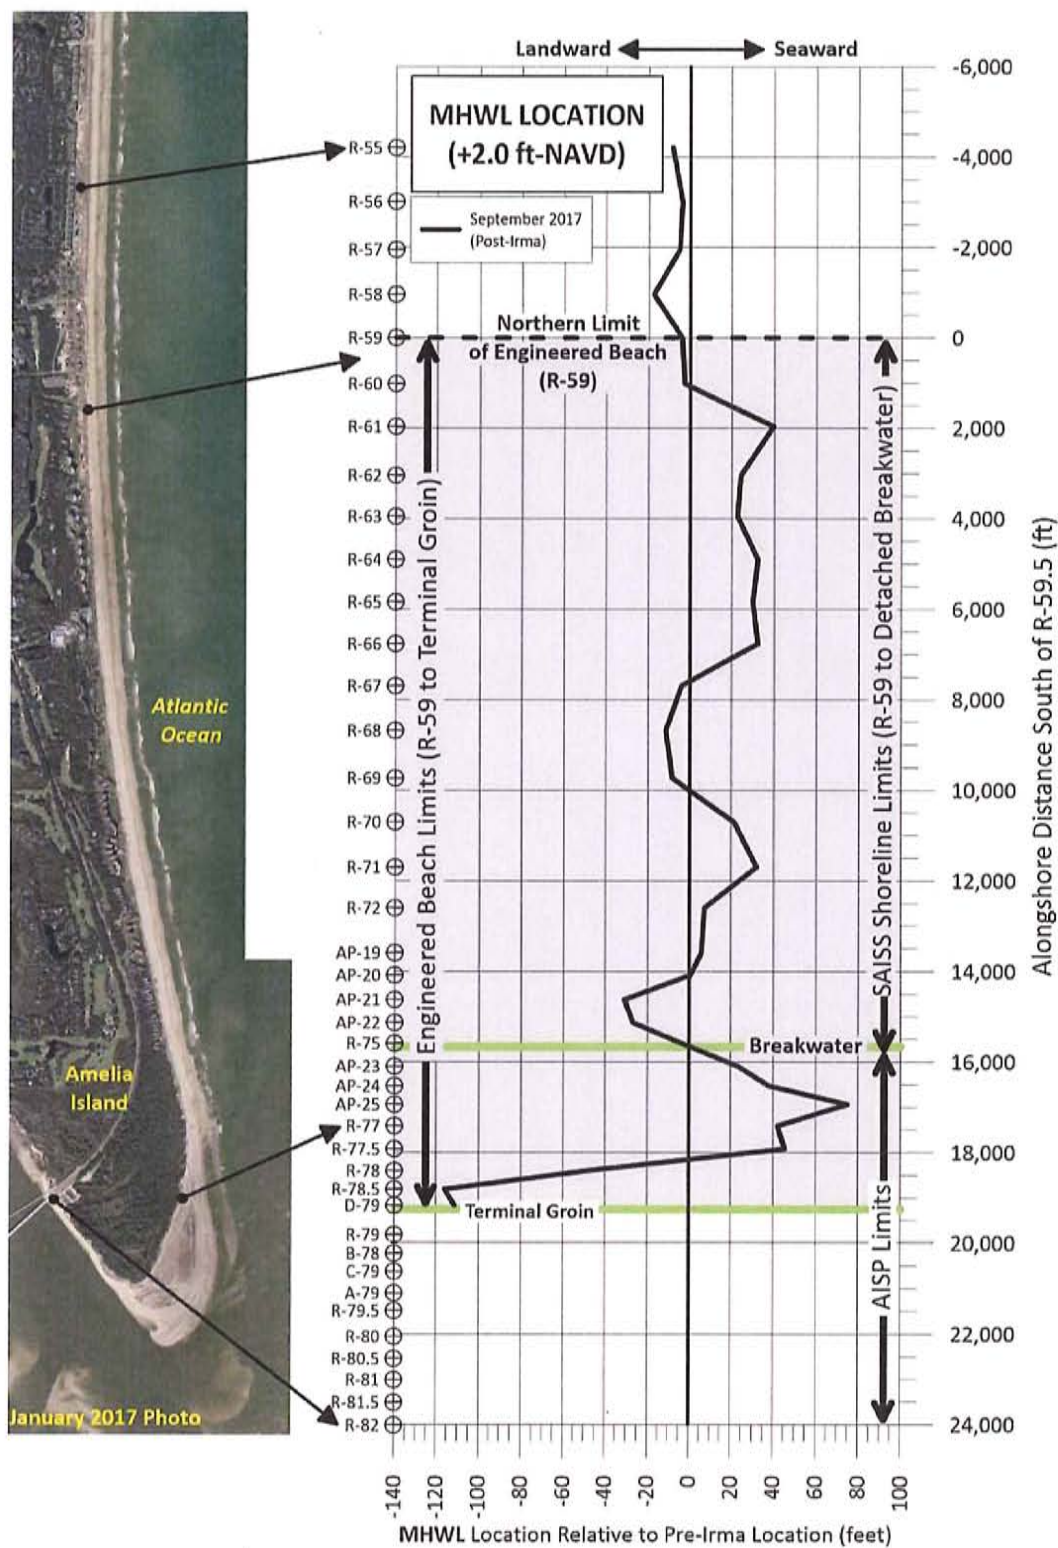 Landward
Seaward
MHWL LOCATION
(+2.0 ft-NAVD)
September 2017
(Post-Irma)
Northern Limit
of Engineered Beach
(R-59)
R-55
R-56
R-57
R-58
R-59
R-60
R-61
R-62
R-63
R-64
R-65
R-66
R-67
R-68
R-69
R-70
R-71
R-72
AP-19
AP-20
AP-21
AP-22
R-75
AP-23
AP-24
AP-25
R-77
R-77.5
R-78
R-78.5
D-79
R-79
B-78
C-79
A-79
R-79.5
R-80
R-80.5
R-81
R-81.5
R-82
-6,000
-4,000
-2,000
0
2,000
4,000
6,000
8,000
10,000
12,000
14,000
16,000
18,000
20,000
22,000
24,000
Engineered Beach Limits (R-59 to Terminal Groin)
SAISS Shoreline Limits (R-59 to Detached Breakwater)
AISP Limits
Alongshore Distance South of R-59.5 (ft)
Breakwater
Terminal Groin
Atlantic
Ocean
Amelia
Island
January 2017 Photo
-140
-120
-100
-80
-60
-40
-20
0
20
40
60
80
100
MHWL Location Relative to Pre-Irma Location (feet)